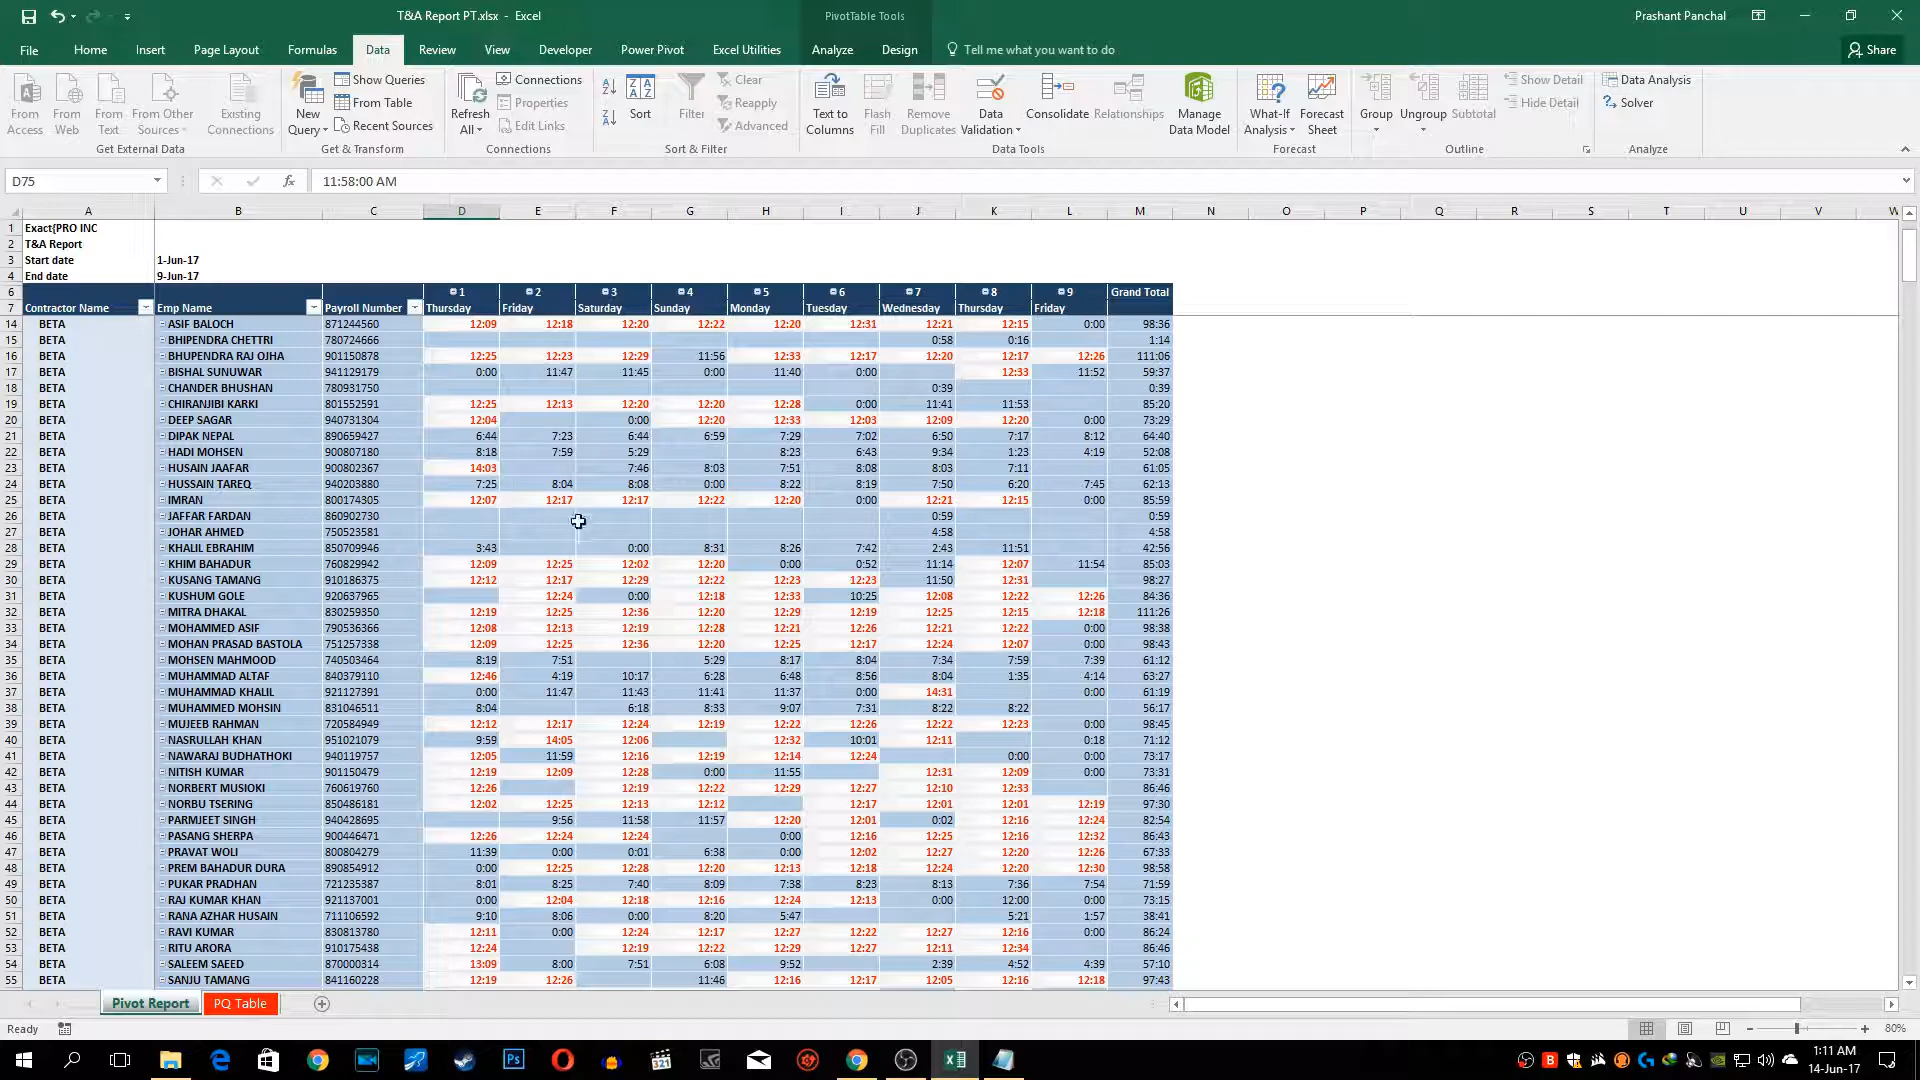 T&A Report PT.xlsx - Excel
PivotTable Tools
Prashant Panchal
File Home Insert Page Layout Formulas Data Review View Developer Power Pivot Excel Utilities Analyze Design Tell me what you want to do Share
From Access
From Web
From Text
From Other Sources
Existing Connections
Get External Data
New Query
Show Queries
From Table
Recent Sources
Get & Transform
Refresh All
Connections
Properties
Edit Links
Connections
Sort
Filter
Clear
Reapply
Advanced
Sort & Filter
Text to Columns
Flash Fill
Remove Duplicates
Data Validation
Consolidate
Relationships
Manage Data Model
Data Tools
What-If Analysis
Forecast Sheet
Forecast
Group
Ungroup
Subtotal
Show Detail
Hide Detail
Outline
Data Analysis
Solver
Analyze
D75 fx 11:58:00 AM
A B C D E F G H I J K L M N O P Q R S T U V W
1 Exact{PRO INC
2 T&A Report
3 Start date 1-Jun-17
4 End date 9-Jun-17
6 1 2 3 4 5 6 7 8 9 Grand Total
7 Contractor Name Emp Name Payroll Number Thursday Friday Saturday Sunday Monday Tuesday Wednesday Thursday Friday
14 BETA ASIF BALOCH 871244560 12:09 12:18 12:20 12:22 12:20 12:31 12:21 12:15 0:00 98:36
15 BETA BHIPENDRA CHETTRI 780724666 0:58 0:16 1:14
16 BETA BHUPENDRA RAJ OJHA 901150878 12:25 12:23 12:29 11:56 12:33 12:17 12:20 12:17 12:26 111:06
17 BETA BISHAL SUNUWAR 941129179 0:00 11:47 11:45 0:00 11:40 0:00 12:33 11:52 59:37
18 BETA CHANDER BHUSHAN 780931750 0:39 0:39
19 BETA CHIRANJIBI KARKI 801552591 12:25 12:13 12:20 12:20 12:28 0:00 11:41 11:53 85:20
20 BETA DEEP SAGAR 940731304 12:04 0:00 12:20 12:33 12:03 12:09 12:20 0:00 73:29
21 BETA DIPAK NEPAL 890659427 6:44 7:23 6:44 6:59 7:29 7:02 6:50 7:17 8:12 64:40
22 BETA HADI MOHSEN 900807180 8:18 7:59 5:29 8:23 6:43 9:34 1:23 4:19 52:08
23 BETA HUSAIN JAAFAR 900802367 14:03 7:46 8:03 7:51 8:08 8:03 7:11 61:05
24 BETA HUSSAIN TAREQ 940203880 7:25 8:04 8:08 0:00 8:22 8:19 7:50 6:20 7:45 62:13
25 BETA IMRAN 800174305 12:07 12:17 12:17 12:22 12:20 0:00 12:21 12:15 0:00 85:59
26 BETA JAFFAR FARDAN 860902730 0:59 0:59
27 BETA JOHAR AHMED 750523581 4:58 4:58
28 BETA KHALIL EBRAHIM 850709946 3:43 0:00 8:31 8:26 7:42 2:43 11:51 42:56
29 BETA KHIM BAHADUR 760829942 12:09 12:25 12:02 12:20 0:00 0:52 11:14 12:07 11:54 85:03
30 BETA KUSANG TAMANG 910186375 12:12 12:17 12:29 12:22 12:23 12:23 11:50 12:31 98:27
31 BETA KUSHUM GOLE 920637965 12:24 0:00 12:18 12:33 10:25 12:08 12:22 12:26 84:36
32 BETA MITRA DHAKAL 830259350 12:19 12:25 12:36 12:20 12:29 12:19 12:25 12:15 12:18 111:26
33 BETA MOHAMMED ASIF 790536366 12:08 12:13 12:19 12:28 12:21 12:26 12:21 12:22 0:00 98:38
34 BETA MOHAN PRASAD BASTOLA 751257338 12:09 12:25 12:36 12:20 12:25 12:17 12:24 12:07 0:00 98:43
35 BETA MOHSEN MAHMOOD 740503464 8:19 7:51 5:29 8:17 8:04 7:34 7:59 7:39 61:12
36 BETA MUHAMMAD ALTAF 840379110 12:46 4:19 10:17 6:28 6:48 8:56 8:04 1:35 4:14 63:27
37 BETA MUHAMMAD KHALIL 921127391 0:00 11:47 11:43 11:41 11:37 0:00 14:31 0:00 61:19
38 BETA MUHAMMED MOHSIN 831046511 8:04 6:18 8:33 9:07 7:31 8:22 8:22 56:17
39 BETA MUJEEB RAHMAN 720584949 12:12 12:17 12:24 12:19 12:22 12:26 12:22 12:23 0:00 98:45
40 BETA NASRULLAH KHAN 951021079 9:59 14:05 12:06 12:32 10:01 12:11 0:18 71:12
41 BETA NAWARAJ BUDHATHOKI 940119757 12:05 11:59 12:16 12:19 12:14 12:24 0:00 0:00 73:17
42 BETA NITISH KUMAR 901150479 12:19 12:09 12:28 0:00 11:55 12:31 12:09 0:00 73:31
43 BETA NORBERT MUSIOKI 760619760 12:26 12:19 12:22 12:29 12:27 12:10 12:33 86:46
44 BETA NORBU TSERING 850486181 12:02 12:25 12:13 12:12 12:17 12:01 12:01 12:19 97:30
45 BETA PARMJEET SINGH 940428695 9:56 11:58 11:57 12:20 12:01 0:02 12:16 12:24 82:54
46 BETA PASANG SHERPA 900446471 12:26 12:24 12:24 0:00 12:16 12:25 12:16 12:32 86:43
47 BETA PRAVAT WOLI 800804279 11:39 0:00 0:01 6:38 0:00 12:02 12:27 12:20 12:26 67:33
48 BETA PREM BAHADUR DURA 890854912 0:00 12:25 12:28 12:20 12:13 12:18 12:24 12:20 12:30 98:58
49 BETA PUKAR PRADHAN 721235387 8:01 8:25 7:40 8:09 7:38 8:23 8:13 7:36 7:54 71:59
50 BETA RAJ KUMAR KHAN 921137001 0:00 12:04 12:18 12:16 12:24 12:13 0:00 12:00 0:00 73:15
51 BETA RANA AZHAR HUSAIN 711106592 9:10 8:06 0:00 8:20 5:47 5:21 1:57 38:41
52 BETA RAVI KUMAR 830813780 12:11 0:00 12:24 12:17 12:27 12:22 12:27 12:16 0:00 86:24
53 BETA RITU ARORA 910175438 12:24 12:19 12:22 12:29 12:27 12:11 12:34 86:46
54 BETA SALEEM SAEED 870000314 13:09 8:00 7:51 6:08 9:52 2:39 4:52 4:39 57:10
55 BETA SANJU TAMANG 841160228 12:19 12:26 11:46 12:16 12:17 12:05 12:16 12:18 97:43
Pivot Report PQ Table
Ready 80%
1:11 AM
14-Jun-17